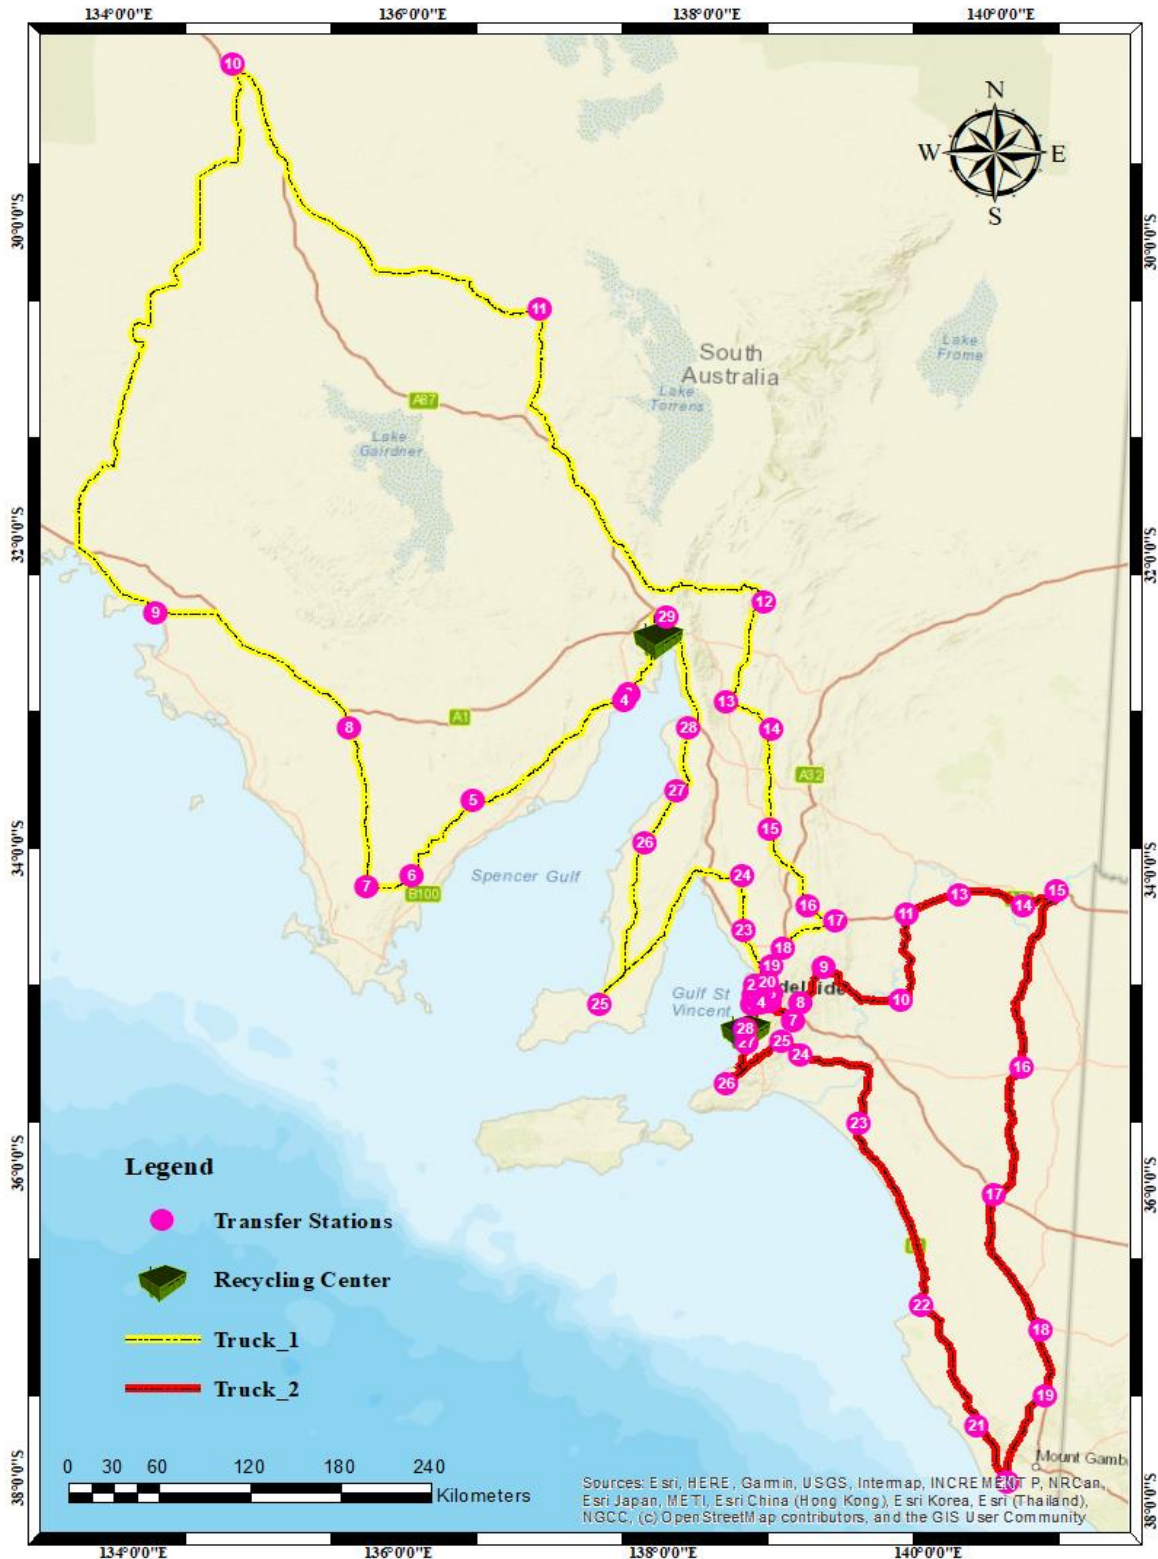 134°0'0"E 136°0'0"E 138°0'0"E 140°0'0"E
10
N
W E
S
30°0'0"S 30°0'0"S
11
South
Australia
Lake
Frome
Lake
Torrens
A87
Lake
Gairdner
32°0'0"S 32°0'0"S
12
9
29
4
13
8
A1
28
14
A32
27
5
15
26
34°0'0"S 34°0'0"S
6
24
7
B100
Spencer Gulf
15
16
13
14
17
11
23
18
19
9
20
25
Gulf St
Vincent
10
4
8
7
28
27
25
24
26
16
23
36°0'0"S 36°0'0"S
Legend
17
Transfer Stations
Recycling Center
22
18
Truck_1
Truck_2
19
21
0 30 60 120 180 240
Kilometers
Mount Gamb
38°0'0"S 38°0'0"S
Sources: Esri, HERE, Garmin, USGS, Intermap, INCREMENT P, NRCan,
Esri Japan, METI, Esri China (Hong Kong), Esri Korea, Esri (Thailand),
NGCC, (c) OpenStreetMap contributors, and the GIS User Community
134°0'0"E 136°0'0"E 138°0'0"E 140°0'0"E